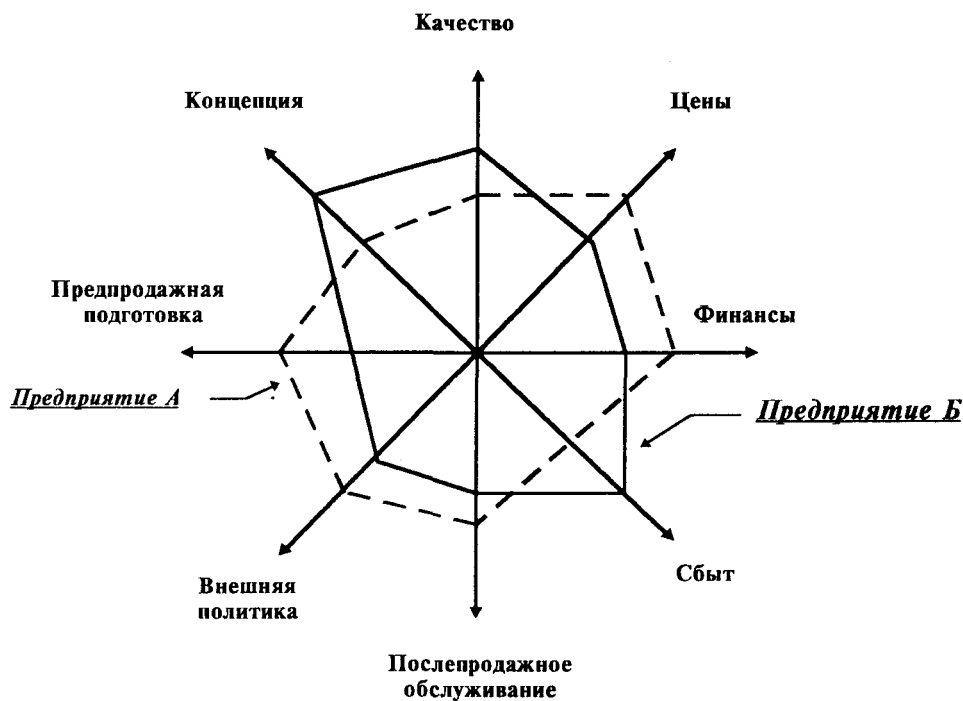 Качество
Концепция
Цены
Предпродажная
подготовка
Финансы
Предприятие А
Предприятие Б
Сбыт
Внешняя
политика
Послепродажное
обслуживание